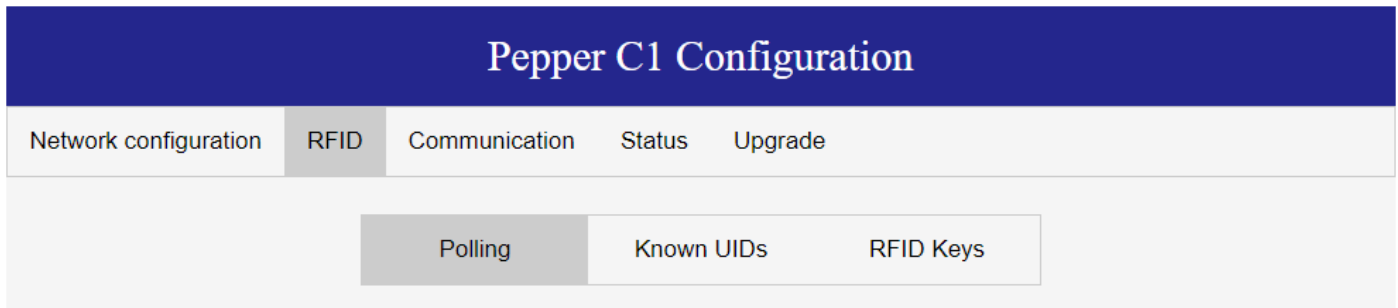 Pepper C1 Configuration
Network configuration RFID Communication Status Upgrade
Polling Known UIDs RFID Keys